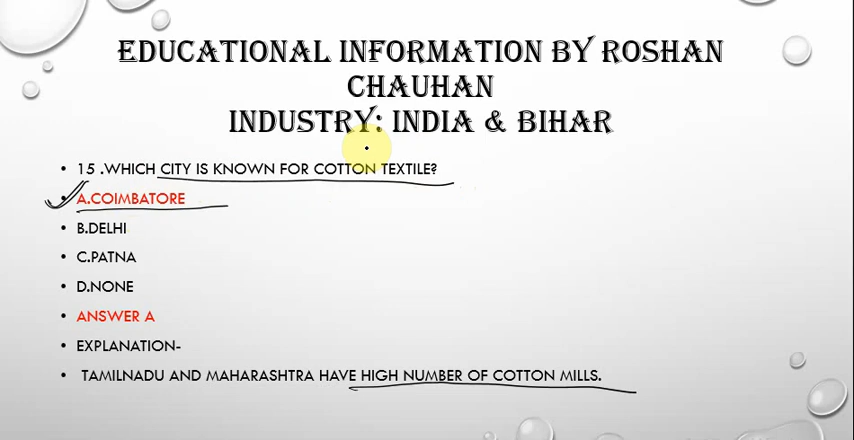 EDUCATIONAL INFORMATION BY ROSHAN
CHAUHAN
INDUSTRY: INDIA & BIHAR
• 15 .WHICH CITY IS KNOWN FOR COTTON TEXTILE?
• A.COIMBATORE
• B.DELHI
• C.PATNA
• D.NONE
• ANSWER A
• EXPLANATION-
• TAMILNADU AND MAHARASHTRA HAVE HIGH NUMBER OF COTTON MILLS.